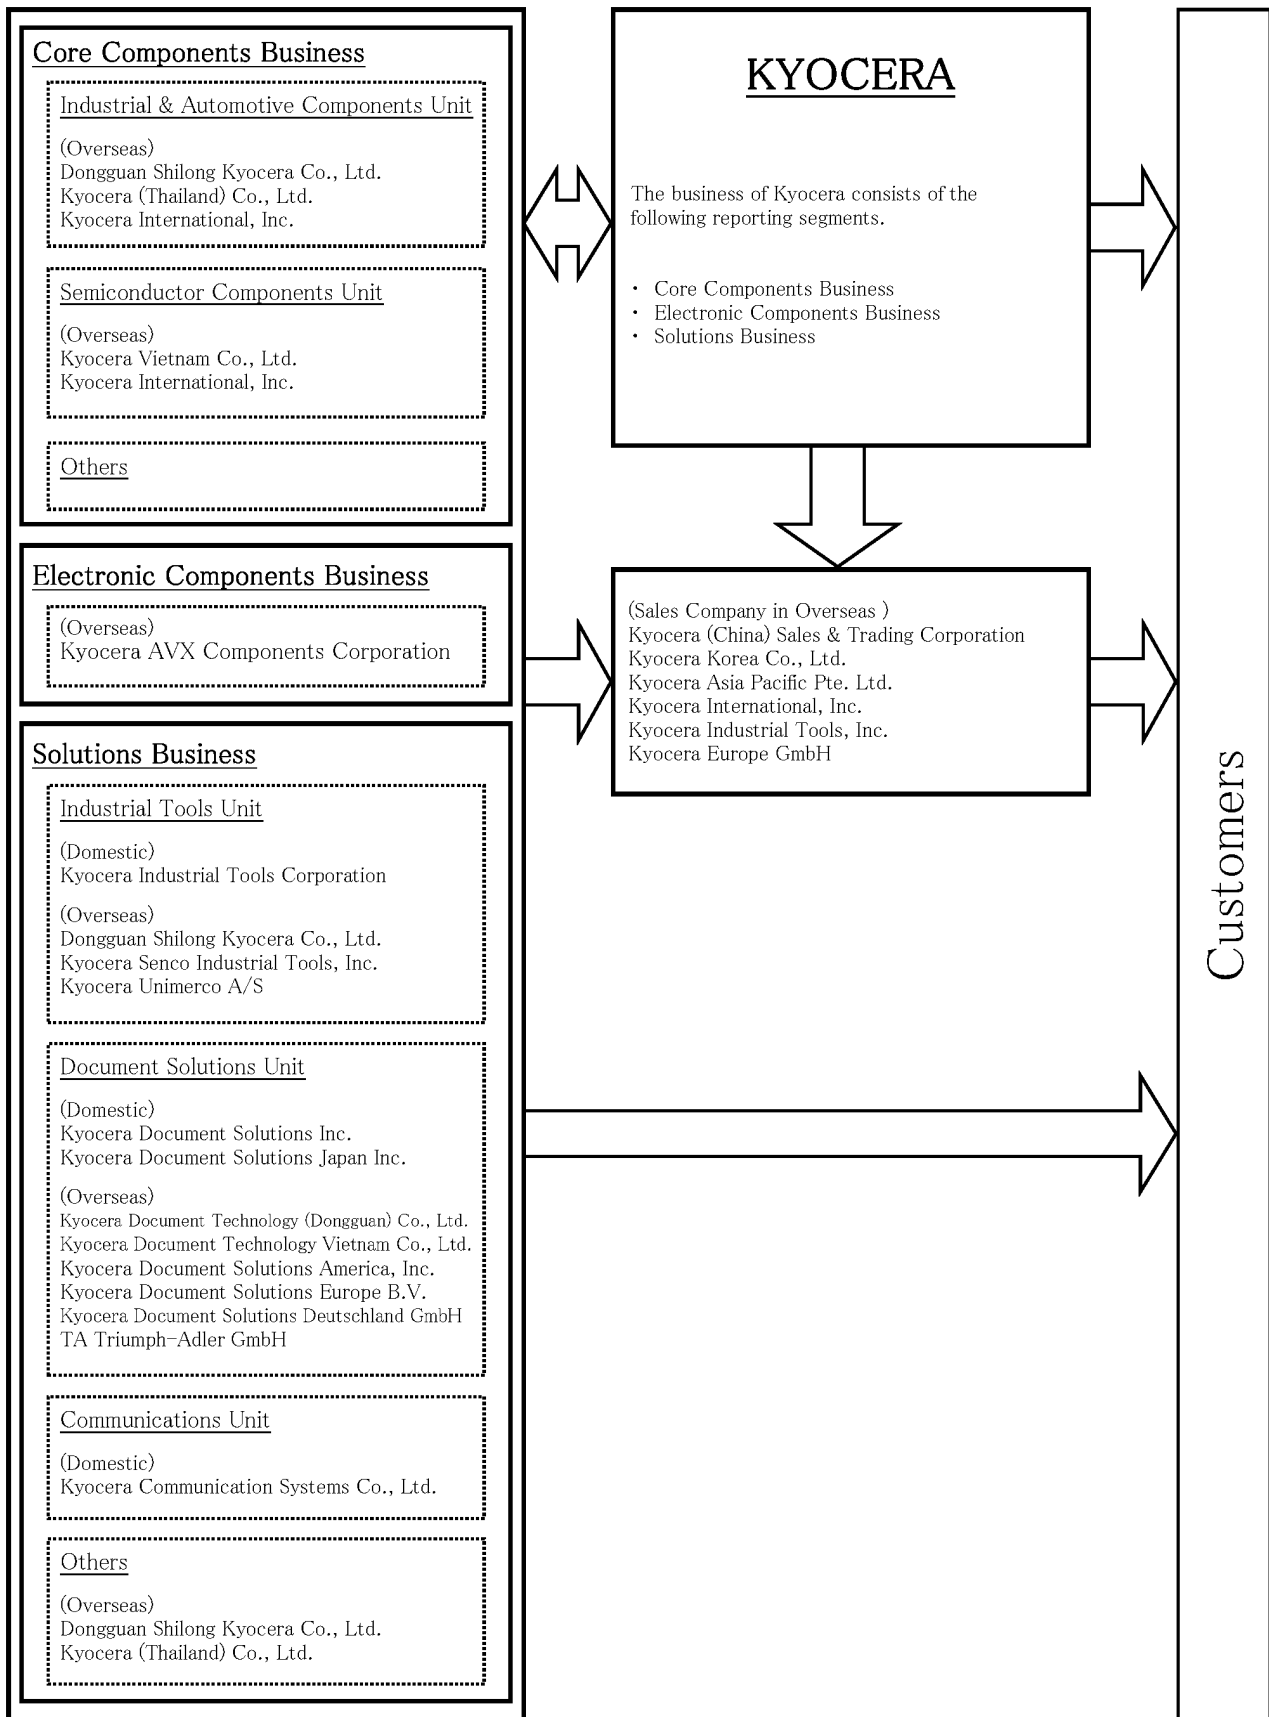 Core Components Business
Industrial & Automotive Components Unit
(Overseas)
Dongguan Shilong Kyocera Co., Ltd.
Kyocera (Thailand) Co., Ltd.
Kyocera International, Inc.
Semiconductor Components Unit
(Overseas)
Kyocera Vietnam Co., Ltd.
Kyocera International, Inc.
Others
Electronic Components Business
(Overseas)
Kyocera AVX Components Corporation
Solutions Business
Industrial Tools Unit
(Domestic)
Kyocera Industrial Tools Corporation
(Overseas)
Dongguan Shilong Kyocera Co., Ltd.
Kyocera Senco Industrial Tools, Inc.
Kyocera Unimerco A/S
Document Solutions Unit
(Domestic)
Kyocera Document Solutions Inc.
Kyocera Document Solutions Japan Inc.
(Overseas)
Kyocera Document Technology (Dongguan) Co., Ltd.
Kyocera Document Technology Vietnam Co., Ltd.
Kyocera Document Solutions America, Inc.
Kyocera Document Solutions Europe B.V.
Kyocera Document Solutions Deutschland GmbH
TA Triumph-Adler GmbH
Communications Unit
(Domestic)
Kyocera Communication Systems Co., Ltd.
Others
(Overseas)
Dongguan Shilong Kyocera Co., Ltd.
Kyocera (Thailand) Co., Ltd.
KYOCERA
The business of Kyocera consists of the
following reporting segments.
・ Core Components Business
・ Electronic Components Business
・ Solutions Business
(Sales Company in Overseas )
Kyocera (China) Sales & Trading Corporation
Kyocera Korea Co., Ltd.
Kyocera Asia Pacific Pte. Ltd.
Kyocera International, Inc.
Kyocera Industrial Tools, Inc.
Kyocera Europe GmbH
Customers